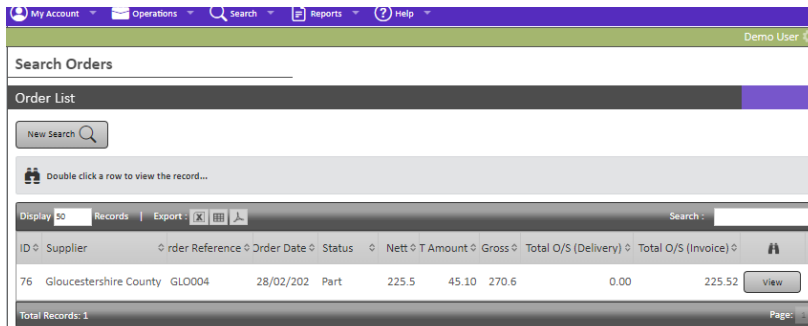 My Account Operations Search Reports Help
Demo User
Search Orders
Order List
New Search
Double click a row to view the record...
Display 50 Records | Export : Search :
ID Supplier rder Reference Order Date Status Nett T Amount Gross Total O/S (Delivery) Total O/S (Invoice)
76 Gloucestershire County GLO004 28/02/202 Part 225.5 45.10 270.6 0.00 225.52 View
Total Records: 1 Page: 1